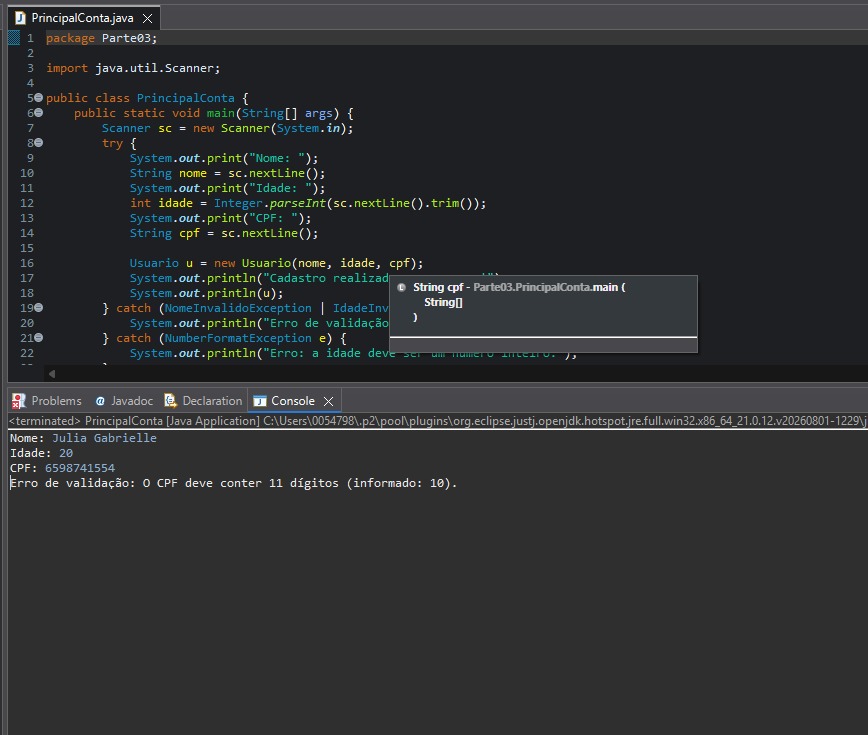 PrincipalConta.java
1 package Parte03;
2
3 import java.util.Scanner;
4
5 public class PrincipalConta {
6 public static void main(String[] args) {
7 Scanner sc = new Scanner(System.in);
8 try {
9 System.out.print("Nome: ");
10 String nome = sc.nextLine();
11 System.out.print("Idade: ");
12 int idade = Integer.parseInt(sc.nextLine().trim());
13 System.out.print("CPF: ");
14 String cpf = sc.nextLine();
15
16 Usuario u = new Usuario(nome, idade, cpf);
17 System.out.println("Cadastro realizad
18 System.out.println(u);
19 } catch (NomeInvalidoException | IdadeInv
20 System.out.println("Erro de validação
21 } catch (NumberFormatException e) {
22 System.out.println("Erro: a idade deve ser um número inteiro.");
String cpf - Parte03.PrincipalConta.main (
String[]
)
Problems Javadoc Declaration Console
<terminated> PrincipalConta [Java Application] C:\Users\0054798\.p2\pool\plugins\org.eclipse.justj.openjdk.hotspot.jre.full.win32.x86_64_21.0.12.v20260801-1229\j
Nome: Julia Gabrielle
Idade: 20
CPF: 6598741554
Erro de validação: O CPF deve conter 11 dígitos (informado: 10).